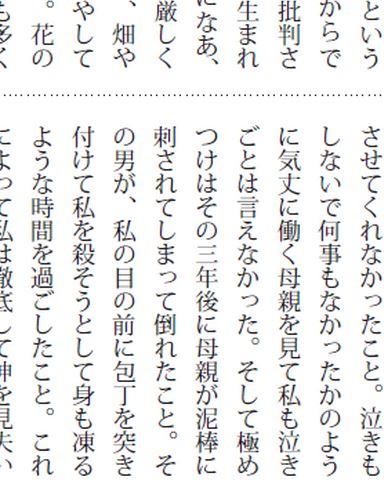 という
からで
批判さ
生まれ
になあ、
厳しく
、畑や
やして
。花の
も多く
させてくれなかったこと。泣きも
しないで何事もなかったかのよう
に気丈に働く母親を見て私も泣き
ごとは言えなかった。そして極め
つけはその三年後に母親が泥棒に
刺されてしまって倒れたこと。そ
の男が、私の目の前に包丁を突き
付けて私を殺そうとして身も凍る
ような時間を過ごしたこと。これ
によって私は徹底して神を見失い